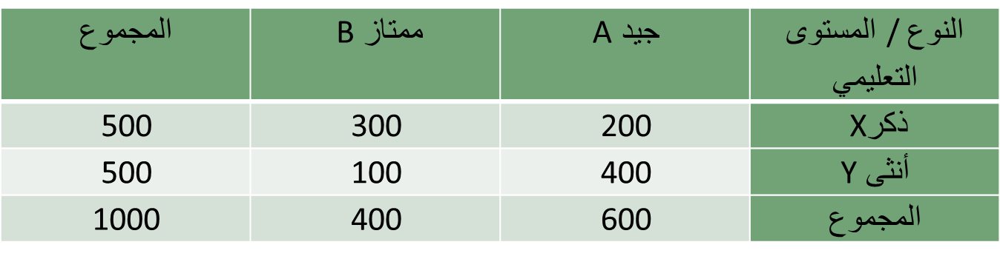 النوع / المستوى التعليمي	جيد A	ممتاز B	المجموع
ذكرX	200	300	500
أنثى Y	400	100	500
المجموع	600	400	1000